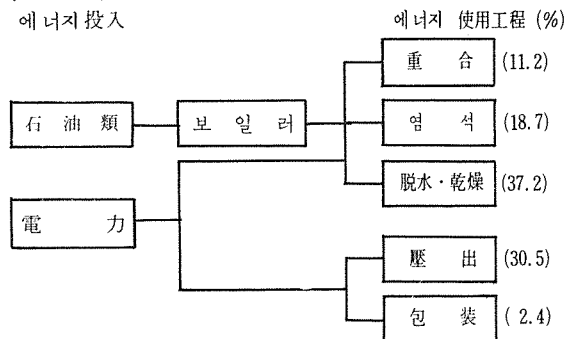 에너지 投入 에너지 使用工程 (%)
重 合 (11.2)
石 油 類 보 일 러 염 석 (18.7)
脱水·乾燥 (37.2)
電 力
壓 出 (30.5)
包 装 ( 2.4)